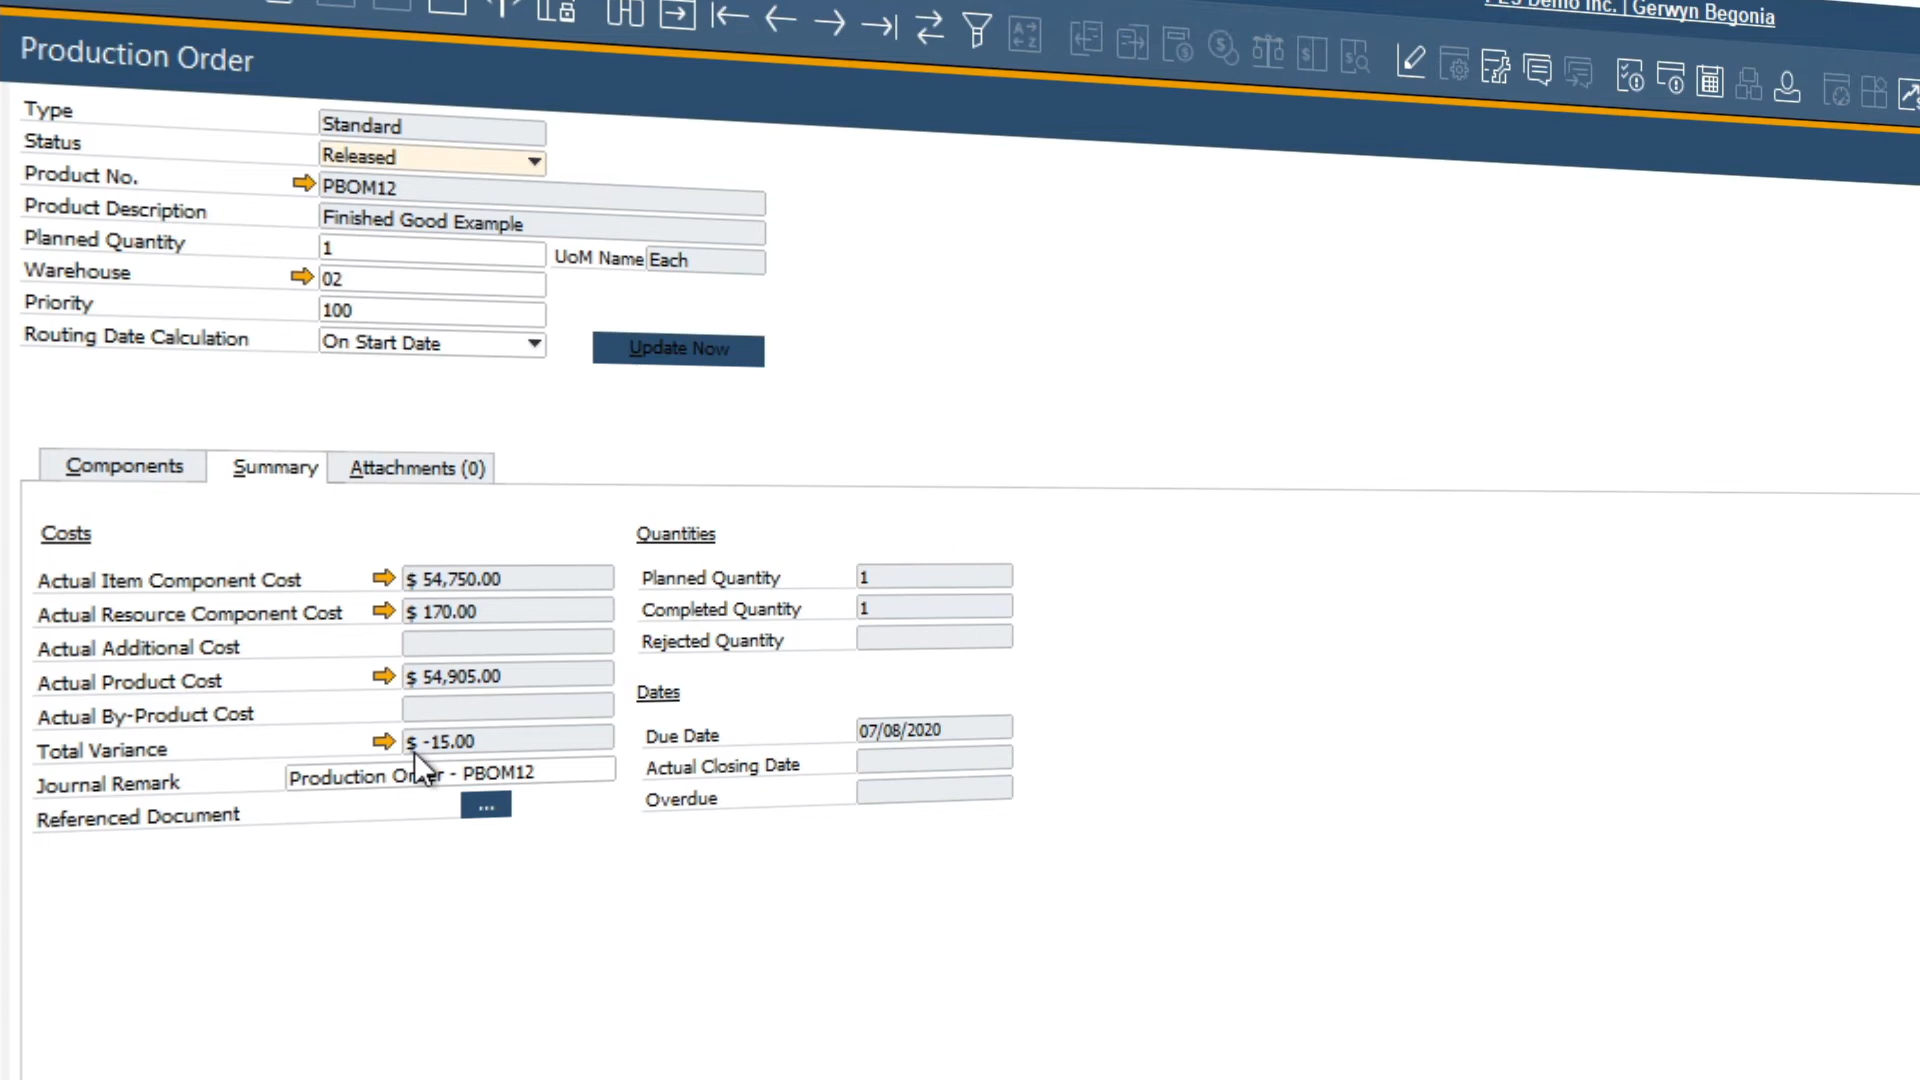 Demo Inc. | Gerwyn Begonia
Production Order
Type Standard
Status Released
Product No. PBOM12
Product Description Finished Good Example
Planned Quantity 1 UoM Name Each
Warehouse 02
Priority 100
Routing Date Calculation On Start Date Update Now
Components Summary Attachments (0)
Costs
Actual Item Component Cost $ 54,750.00
Actual Resource Component Cost $ 170.00
Actual Additional Cost
Actual Product Cost $ 54,905.00
Actual By-Product Cost
Total Variance $ -15.00
Journal Remark Production Order - PBOM12
Referenced Document ...
Quantities
Planned Quantity 1
Completed Quantity 1
Rejected Quantity
Dates
Due Date 07/08/2020
Actual Closing Date
Overdue